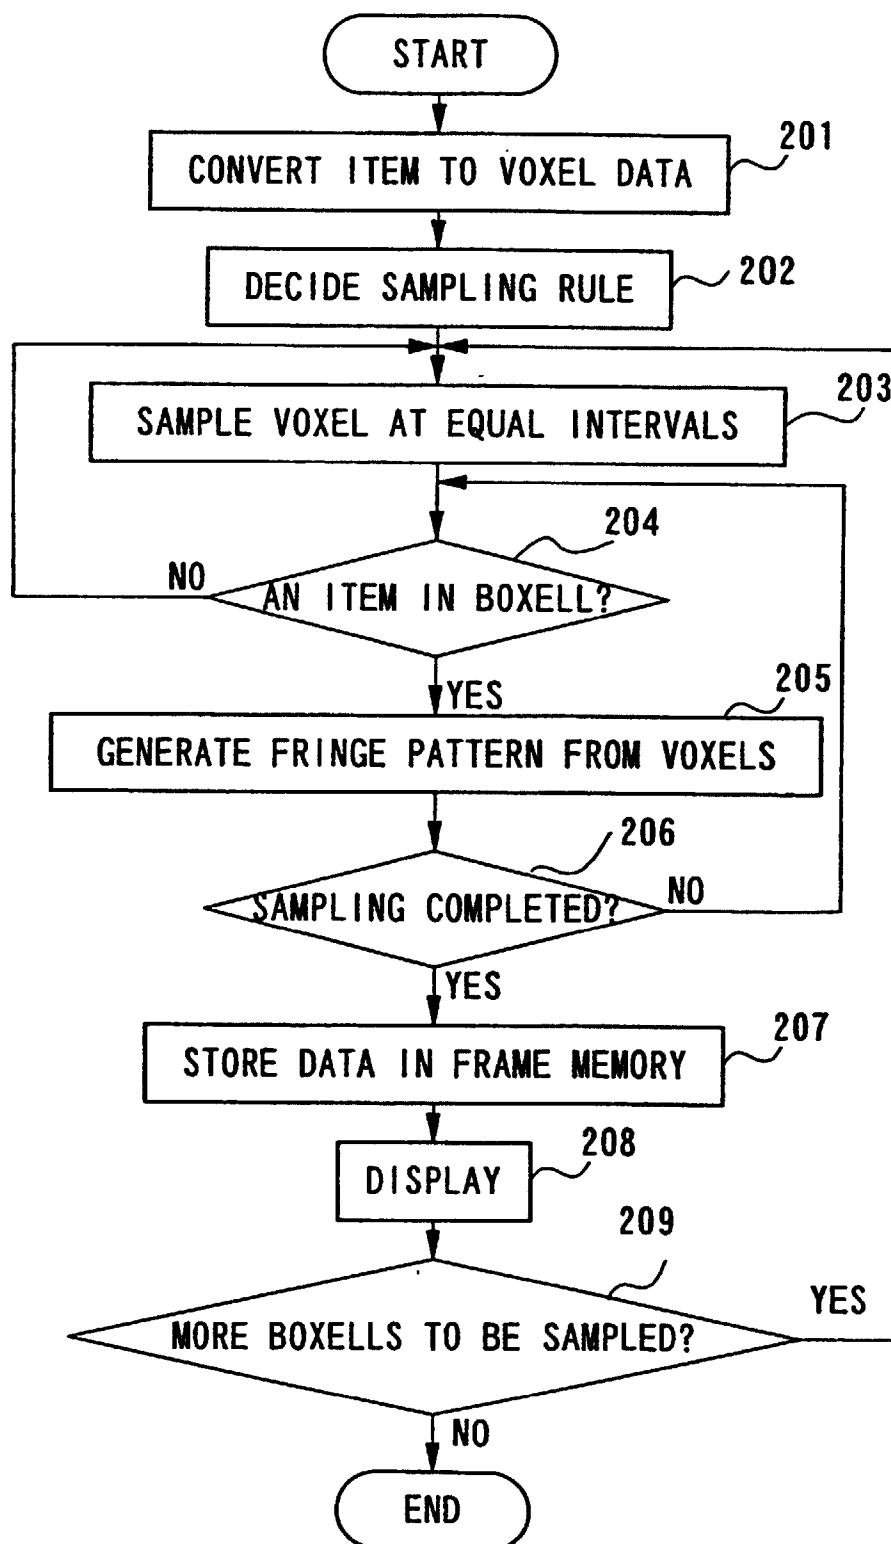 START
201
CONVERT ITEM TO VOXEL DATA
202
DECIDE SAMPLING RULE
203
SAMPLE VOXEL AT EQUAL INTERVALS
204
NO
AN ITEM IN BOXELL?
YES
205
GENERATE FRINGE PATTERN FROM VOXELS
206
SAMPLING COMPLETED?
NO
YES
207
STORE DATA IN FRAME MEMORY
208
DISPLAY
209
YES
MORE BOXELLS TO BE SAMPLED?
NO
END